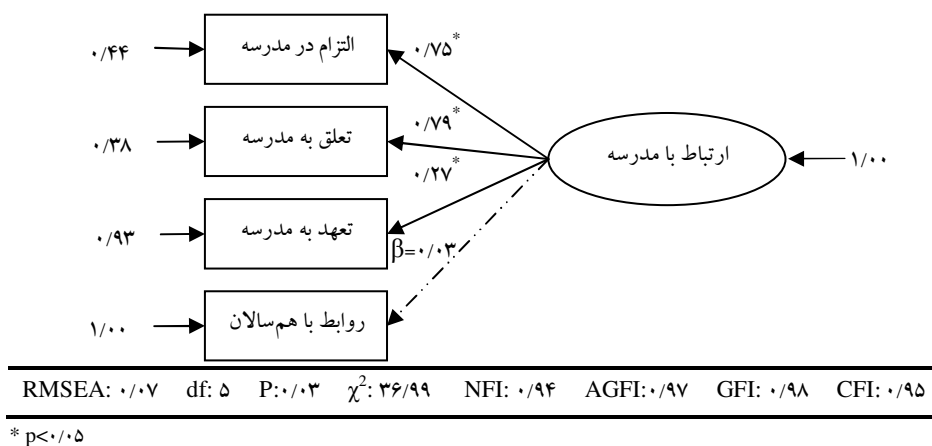 ۰/۴۴ التزام در مدرسه ۰/۷۵*
۰/۳۸ تعلق به مدرسه ۰/۷۹*
ارتباط با مدرسه ۱/۰۰
۰/۲۷*
۰/۹۳ تعهد به مدرسه
β=۰/۰۳
۱/۰۰ روابط با هم‌سالان
RMSEA: ۰/۰۷ df: ۵ P:۰/۰۳ χ²: ۳۶/۹۹ NFI: ۰/۹۴ AGFI:۰/۹۷ GFI: ۰/۹۸ CFI: ۰/۹۵
* p<۰/۰۵